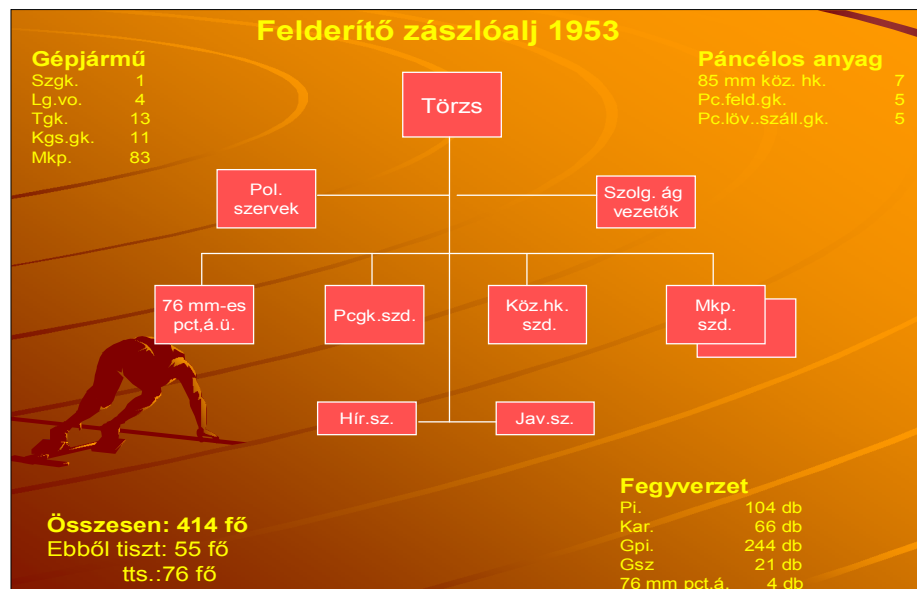 Felderítő zászlóalj 1953
Gépjármű
Szgk. 1
Lg.vo. 4
Tgk. 13
Kgs.gk. 11
Mkp. 83
Páncélos anyag
85 mm köz. hk. 7
Pc.feld.gk. 5
Pc.löv..száll.gk. 5
Törzs
Pol.
szervek
Szolg. ág
vezetők
76 mm-es
pct,á.ü.
Pcgk.szd.
Köz.hk.
szd.
Mkp.
szd.
Hír.sz.
Jav.sz.
Összesen: 414 fő
Ebből tiszt: 55 fő
tts.:76 fő
Fegyverzet
Pi. 104 db
Kar. 66 db
Gpi. 244 db
Gsz 21 db
76 mm pct.á. 4 db